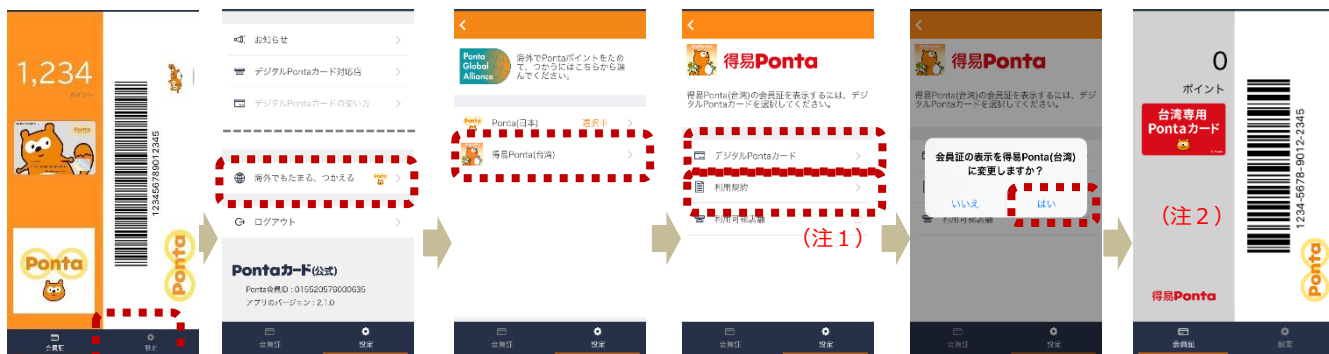 1,234
ポイント
Ponta
123456789012345
Ponta
Ponta
会員証
設定
お知らせ
デジタルPontaカード対応店
デジタルPontaカードの使い方
海外でもたまる、つかえる
ログアウト
Pontaカード(公式)
Ponta会員ID:015520576000635
アプリのバージョン:2.1.0
会員証
設定
Ponta
Global
Alliance
海外でPontaポイントをため
て、つかうにはこちらから選
んでください。
Ponta(日本)
選択中
得易Ponta(台湾)
会員証
設定
得易Ponta
得易Ponta(台湾)の会員証を表示するには、デジ
タルPontaカードを選択してください。
デジタルPontaカード
利用規約
利用可能店舗
(注1)
会員証
設定
得易Ponta
得易Ponta(台湾)の会員証を表示するには、デジ
タルPontaカードを選択してください。
会員証の表示を得易Ponta(台湾)
に変更しますか?
いいえ
はい
利用可能店舗
会員証
設定
0
ポイント
台湾専用
Pontaカード
(注2)
1234-5678-9012-2345
得易Ponta
Ponta
会員証
設定